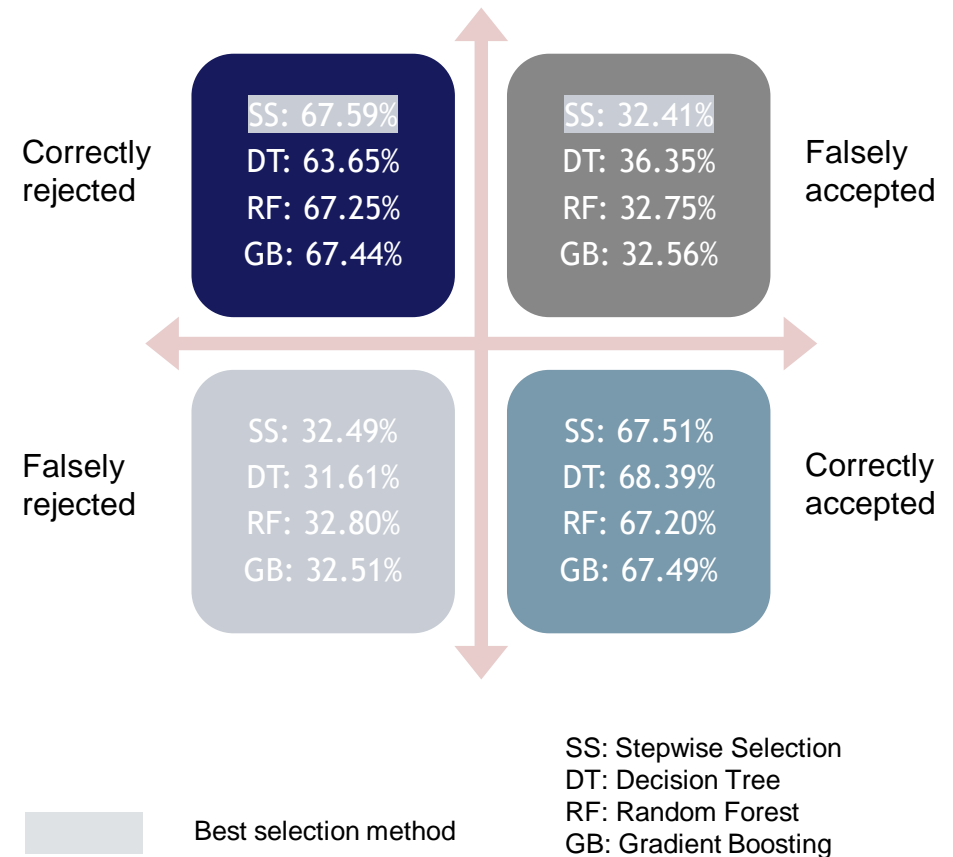 Correctly
rejected
SS: 67.59%
DT: 63.65%
RF: 67.25%
GB: 67.44%
SS: 32.41%
DT: 36.35%
RF: 32.75%
GB: 32.56%
Falsely
accepted
Falsely
rejected
SS: 32.49%
DT: 31.61%
RF: 32.80%
GB: 32.51%
SS: 67.51%
DT: 68.39%
RF: 67.20%
GB: 67.49%
Correctly
accepted
Best selection method
SS: Stepwise Selection
DT: Decision Tree
RF: Random Forest
GB: Gradient Boosting